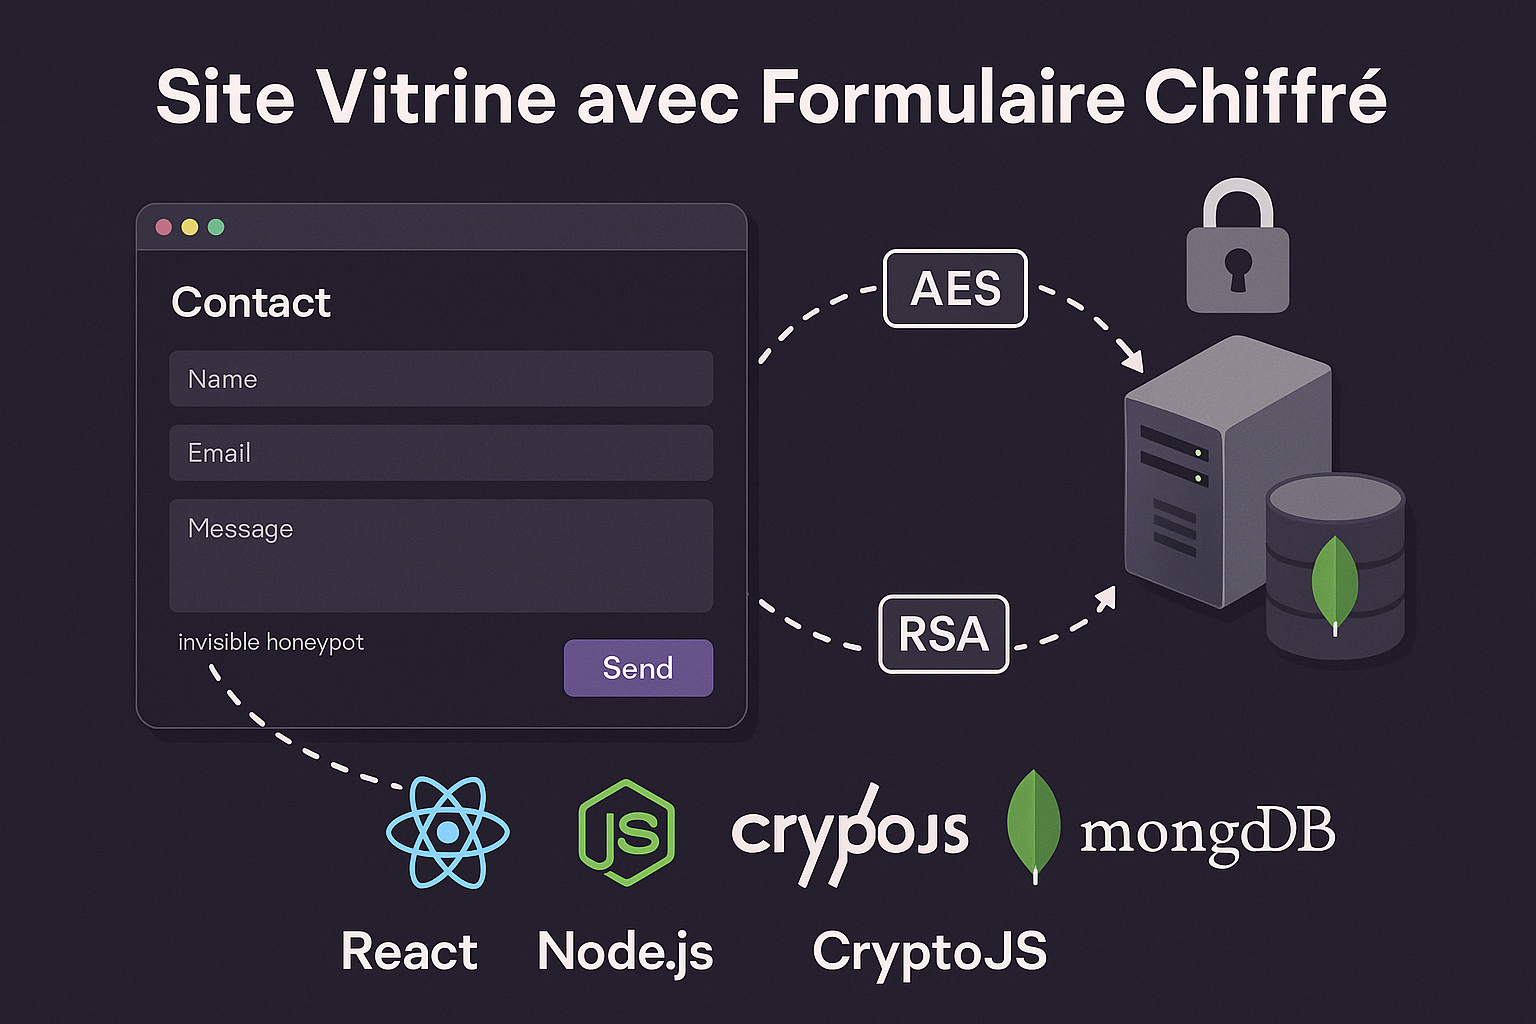 Site Vitrine avec Formulaire Chiffré
Contact
Name
Email
Message
invisible honeypot
Send
AES
RSA
JS
crypoJS
mongoDB
React
Node.js
CryptoJS